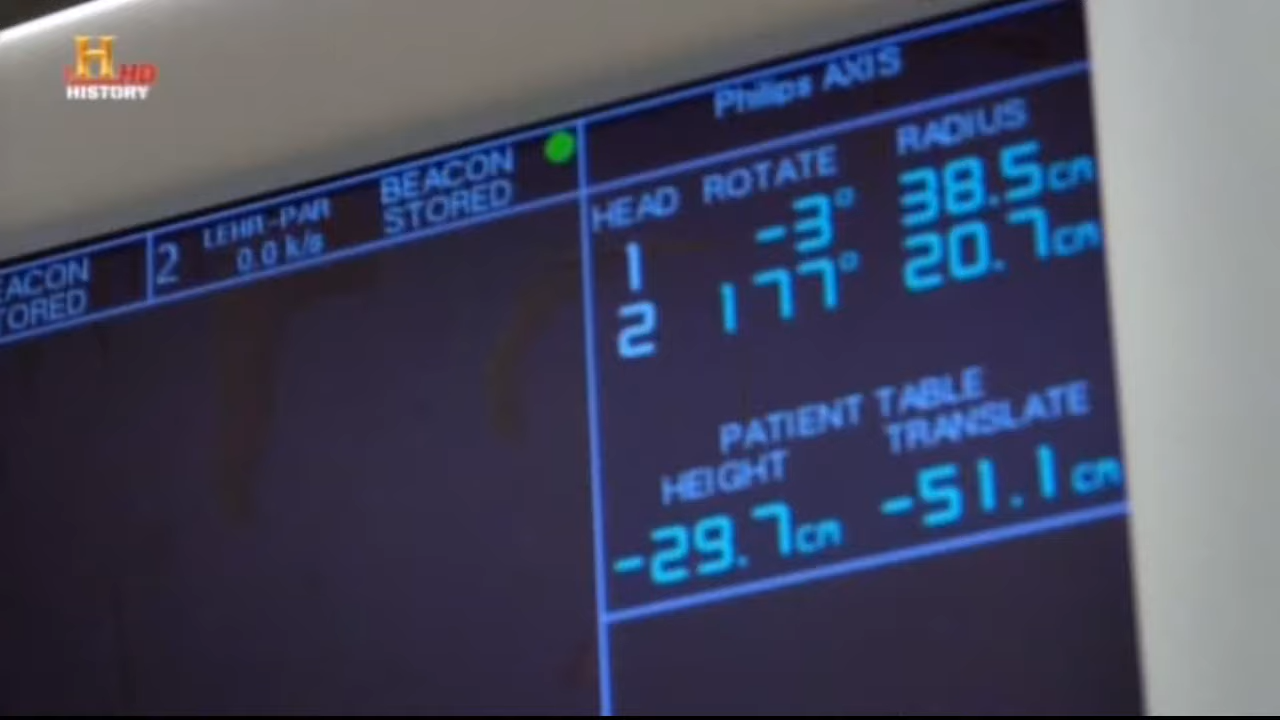 H HD
HISTORY
Philips AXIS
EACON
TORED
2
LEHR-PAR
0.0 k/s
BEACON
STORED
HEAD ROTATE RADIUS
1 -3° 38.5cm
2 177° 20.7cm
PATIENT TABLE
HEIGHT TRANSLATE
-29.7cm -51.1cm